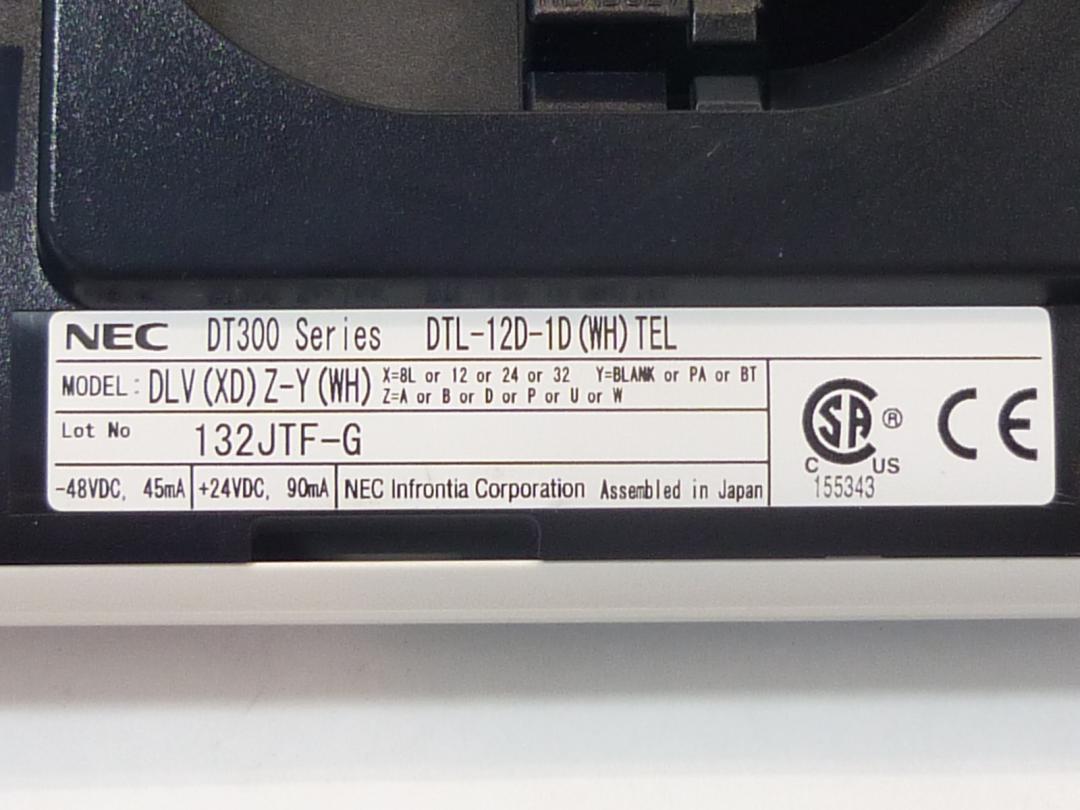 NEC DT300 Series DTL-12D-1D(WH)TEL
MODEL: DLV(XD)Z-Y(WH) X=8L or 12 or 24 or 32 Y=BLANK or PA or BT
Z=A or B or D or P or U or W
Lot No 132JTF-G
-48VDC, 45mA +24VDC, 90mA NEC Infrontia Corporation Assembled in Japan
SA ® CE
C US
155343